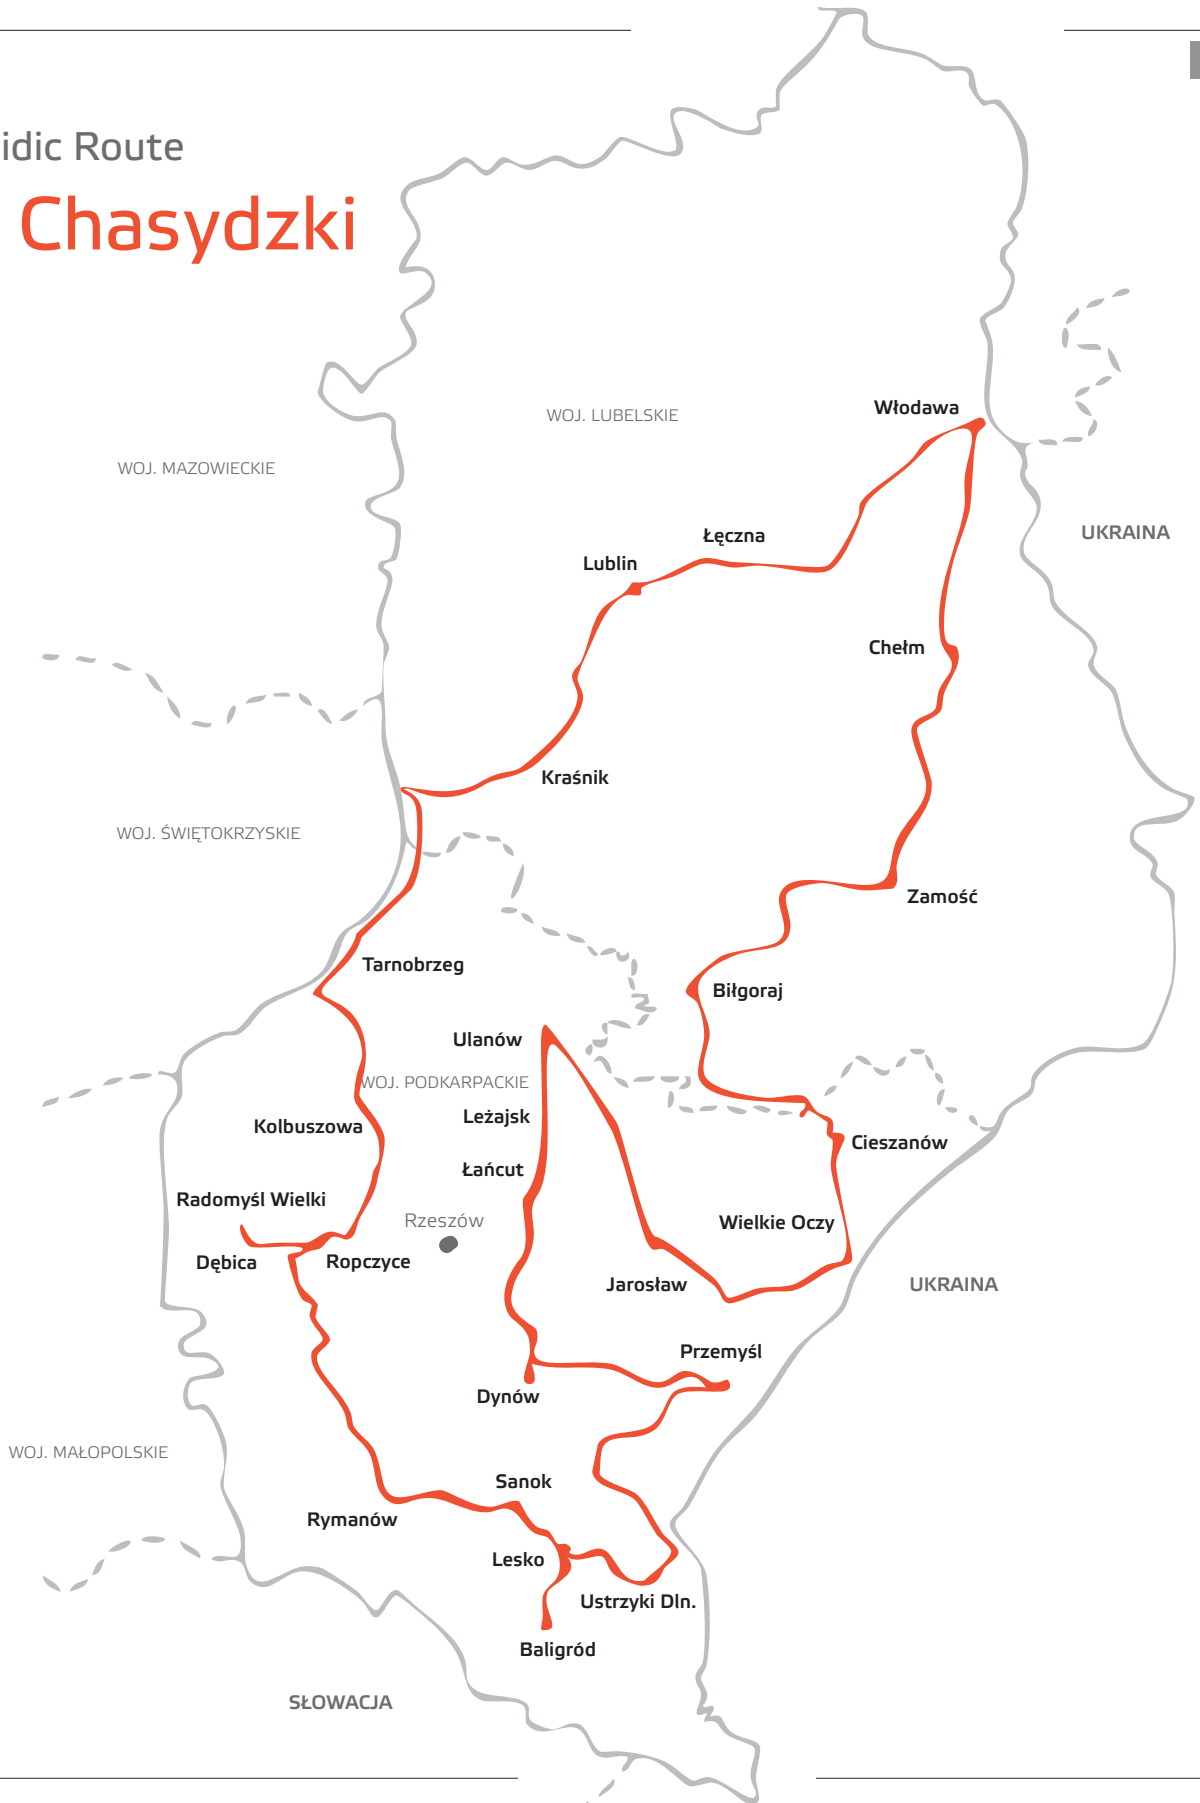 idic Route
Chasydzki
Włodawa
WOJ. LUBELSKIE
WOJ. MAZOWIECKIE
UKRAINA
Łęczna
Lublin
Chełm
Kraśnik
WOJ. ŚWIĘTOKRZYSKIE
Zamość
Tarnobrzeg
Biłgoraj
Ulanów
WOJ. PODKARPACKIE
Leżajsk
Kolbuszowa
Cieszanów
Łańcut
Radomyśl Wielki
Rzeszów
Wielkie Oczy
Dębica
Ropczyce
Jarosław
UKRAINA
Przemyśl
Dynów
WOJ. MAŁOPOLSKIE
Sanok
Rymanów
Lesko
Ustrzyki Dln.
Baligród
SŁOWACJA